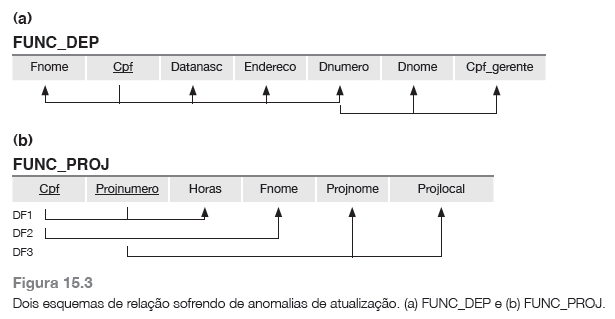 (a)
FUNC_DEP
Fnome Cpf Datanasc Endereco Dnumero Dnome Cpf_gerente
(b)
FUNC_PROJ
Cpf Projnumero Horas Fnome Projnome Projlocal
DF1
DF2
DF3
Figura 15.3
Dois esquemas de relação sofrendo de anomalias de atualização. (a) FUNC_DEP e (b) FUNC_PROJ.